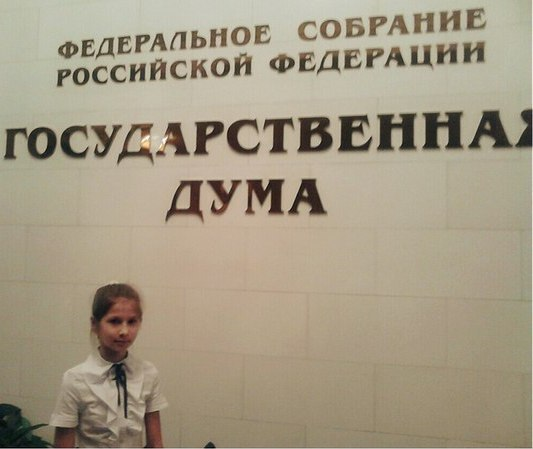 ФЕДЕРАЛЬНОЕ СОБРАНИЕ
РОССИЙСКОЙ ФЕДЕРАЦИИ
ГОСУДАРСТВЕННАЯ
ДУМА